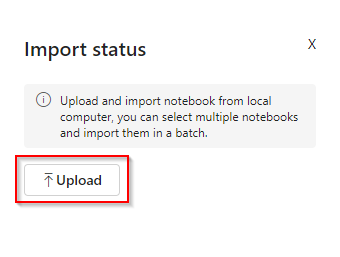 Import status
X
Upload and import notebook from local
computer, you can select multiple notebooks
and import them in a batch.
Upload